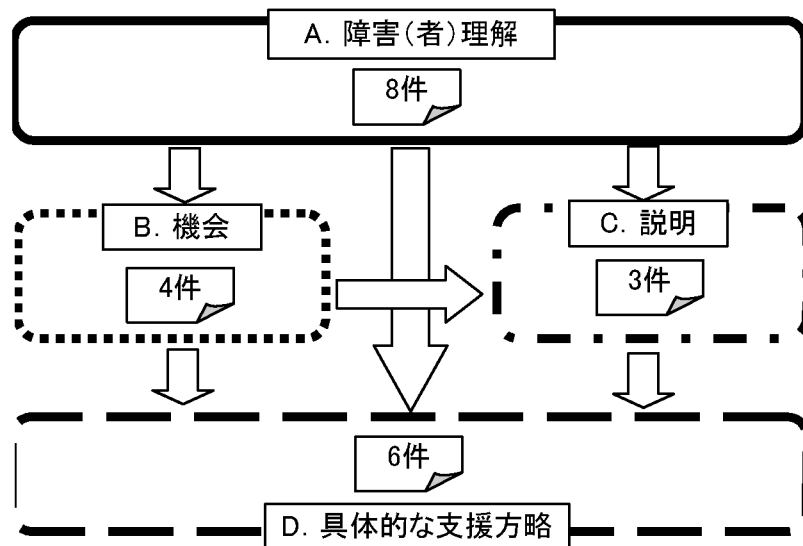 A. 障害(者)理解
8件
B. 機会
4件
C. 説明
3件
6件
D. 具体的な支援方略